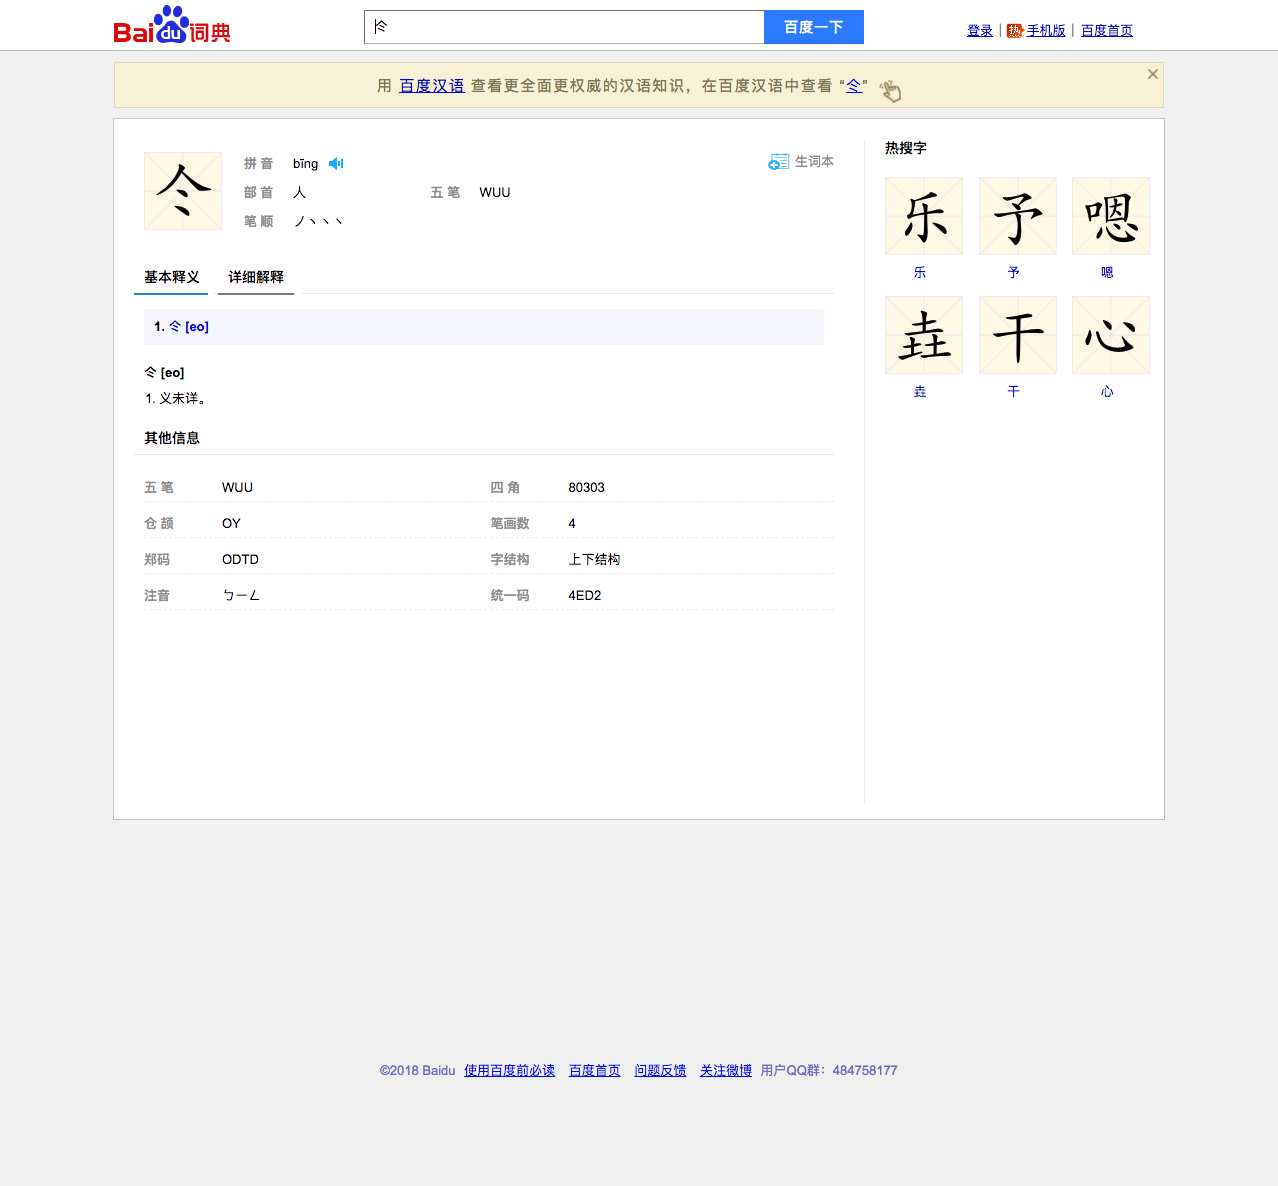 Baidu词典
仒
百度一下
登录 | 热 手机版 | 百度首页
用 百度汉语 查看更全面更权威的汉语知识，在百度汉语中查看 “仒”
仒
拼 音 bīng
生词本
部 首 人 五 笔 WUU
笔 顺 ノ丶丶丶
基本释义 详细解释
1. 仒 [eo]
仒 [eo]
1. 义未详。
其他信息
五 笔 WUU 四 角 80303
仓 颉 OY 笔画数 4
郑码 ODTD 字结构 上下结构
注音 ㄅㄧㄥ 统一码 4ED2
热搜字
乐 予 嗯
乐 予 嗯
垚 干 心
垚 干 心
©2018 Baidu 使用百度前必读 百度首页 问题反馈 关注微博 用户QQ群：484758177